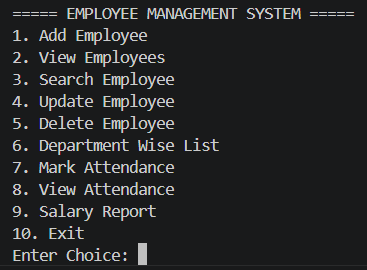 ===== EMPLOYEE MANAGEMENT SYSTEM =====
1. Add Employee
2. View Employees
3. Search Employee
4. Update Employee
5. Delete Employee
6. Department Wise List
7. Mark Attendance
8. View Attendance
9. Salary Report
10. Exit
Enter Choice: